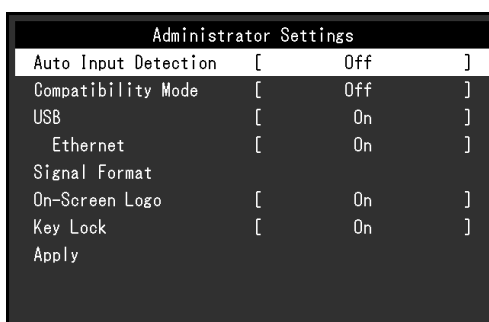 Administrator Settings
Auto Input Detection [ Off ]
Compatibility Mode [ Off ]
USB [ On ]
Ethernet [ On ]
Signal Format
On-Screen Logo [ On ]
Key Lock [ On ]
Apply